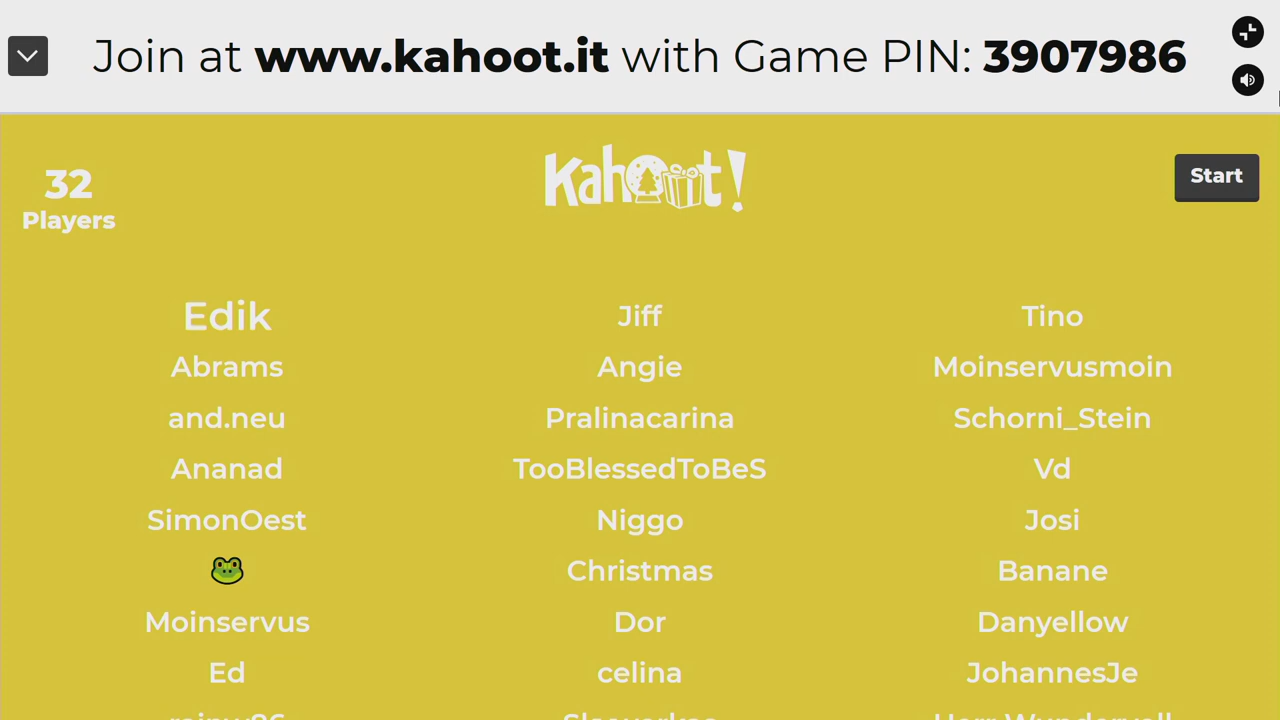 Join at www.kahoot.it with Game PIN: 3907986
32
Players
Kahoot!
Start
Edik
Jiff
Tino
Abrams
Angie
Moinservusmoin
and.neu
Pralinacarina
Schorni_Stein
Ananad
TooBlessedToBeS
Vd
SimonOest
Niggo
Josi
🐸
Christmas
Banane
Moinservus
Dor
Danyellow
Ed
celina
JohannesJe